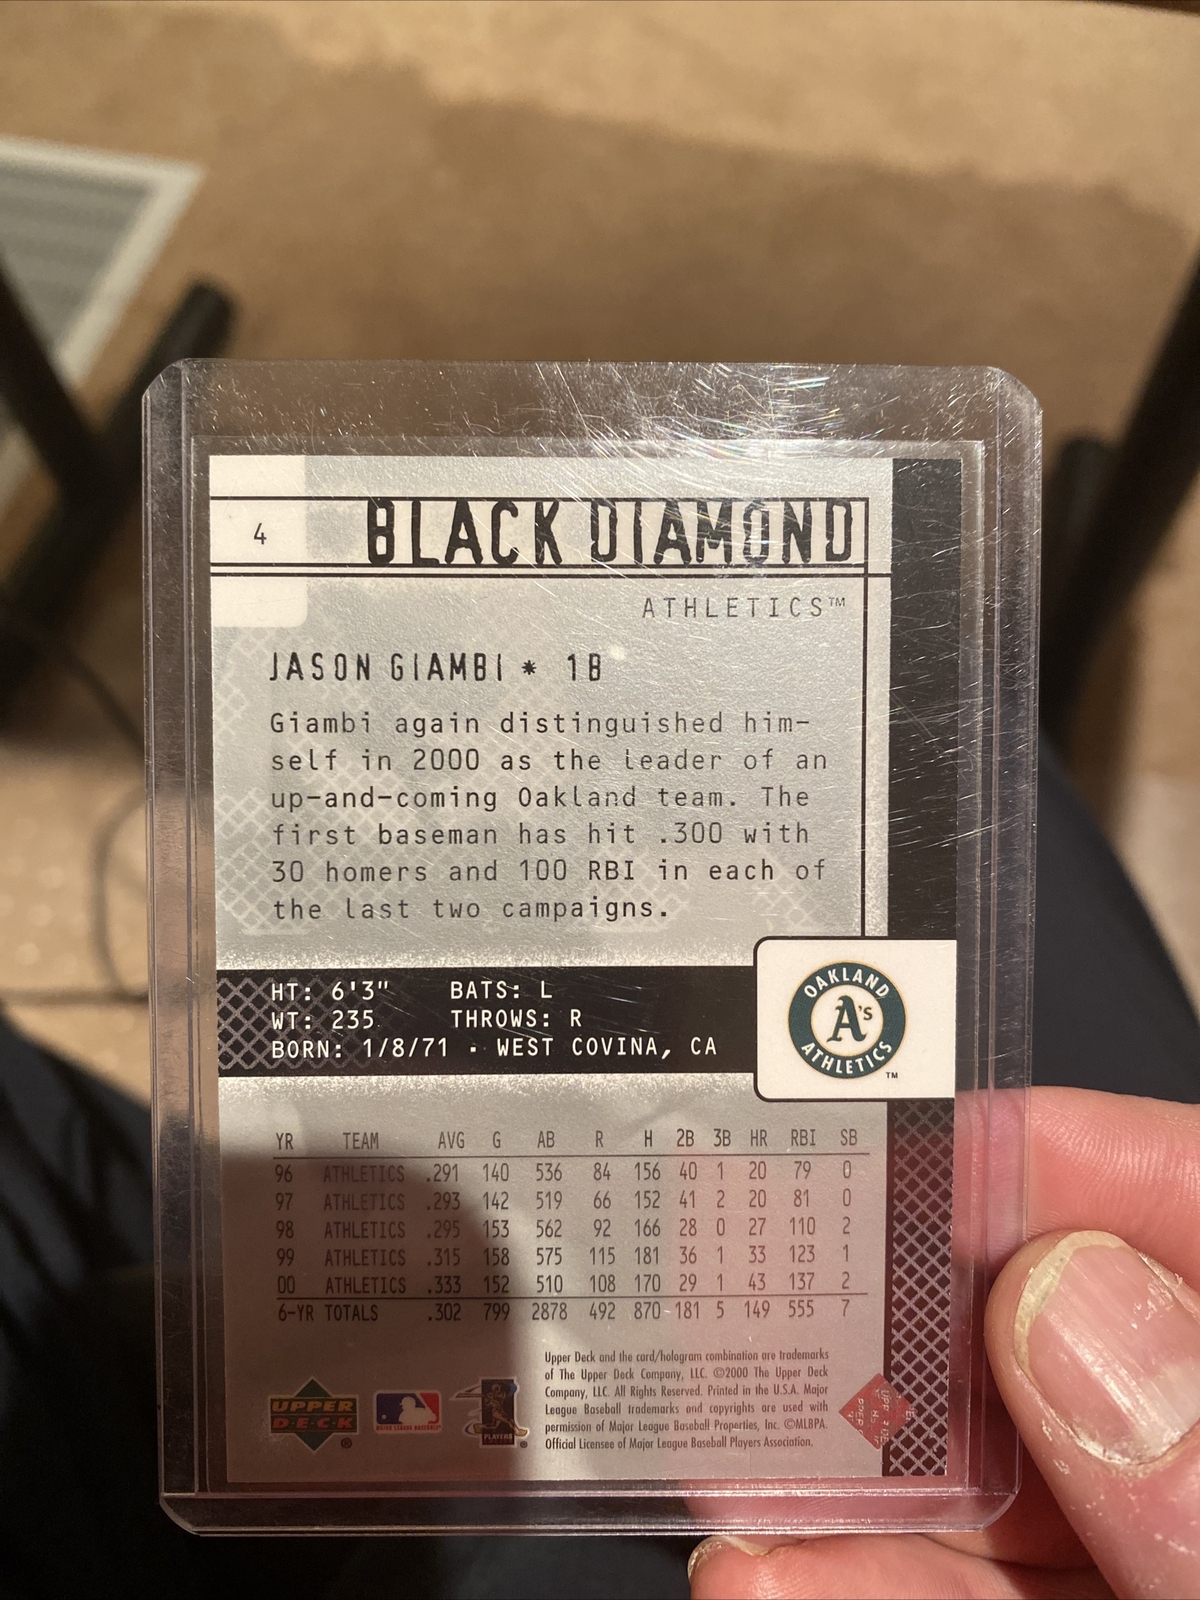 4
BLACK DIAMOND
ATHLETICS™
JASON GIAMBI * 1B
Giambi again distinguished him-
self in 2000 as the leader of an
up-and-coming Oakland team. The
first baseman has hit .300 with
30 homers and 100 RBI in each of
the last two campaigns.
HT: 6'3" BATS: L
WT: 235 THROWS: R
BORN: 1/8/71 · WEST COVINA, CA
OAKLAND
A's
ATHLETICS
TM
YR TEAM AVG G AB R H 2B 3B HR RBI SB
96 ATHLETICS .291 140 536 84 156 40 1 20 79 0
97 ATHLETICS .293 142 519 66 152 41 2 20 81 0
98 ATHLETICS .295 153 562 92 166 28 0 27 110 2
99 ATHLETICS .315 158 575 115 181 36 1 33 123 1
00 ATHLETICS .333 152 510 108 170 29 1 43 137 2
6-YR TOTALS .302 799 2878 492 870 181 5 149 555 7
Upper Deck and the card/hologram combination are trademarks
of The Upper Deck Company, LLC. ©2000 The Upper Deck
Company, LLC. All Rights Reserved. Printed in the U.S.A. Major
League Baseball trademarks and copyrights are used with
permission of Major League Baseball Properties, Inc. ©MLBPA.
Official Licensee of Major League Baseball Players Association.
UPPER
DECK
®
MAJOR LEAGUE BASEBALL
PLAYERS
®